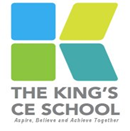 THE KING'S
CE SCHOOL
Aspire, Believe and Achieve Together